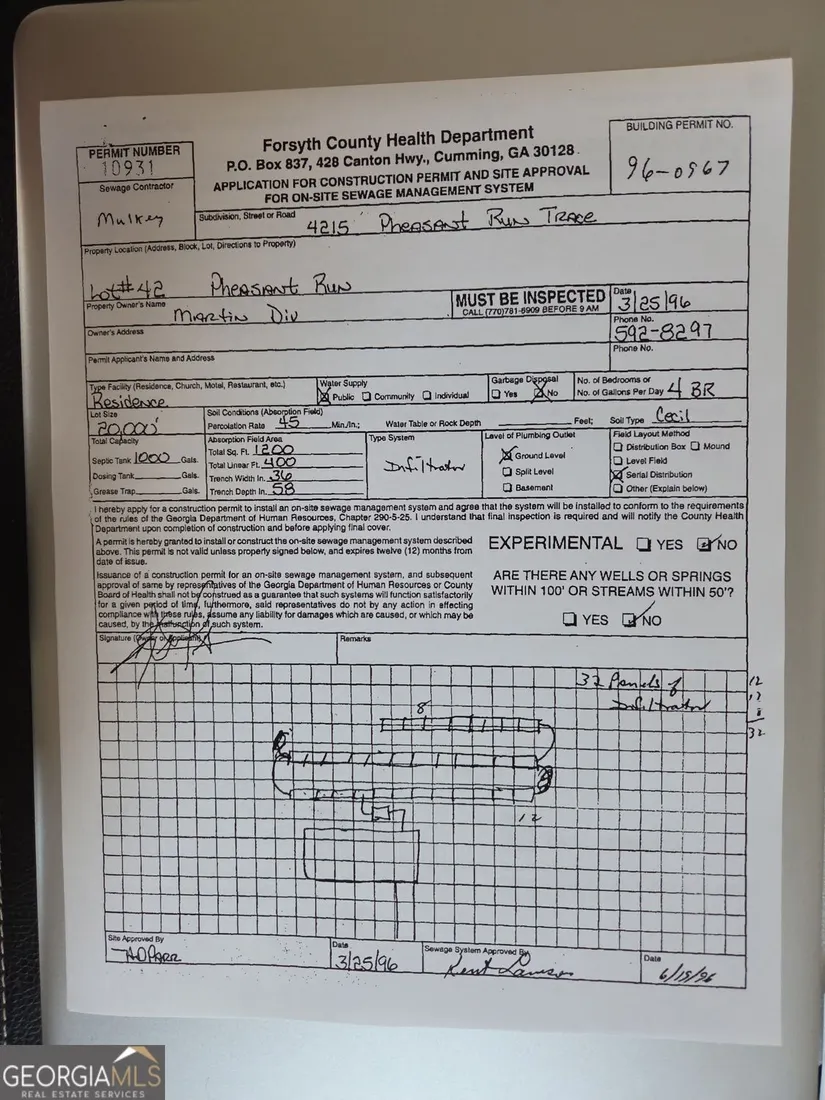 PERMIT NUMBER
10931
Forsyth County Health Department
P.O. Box 837, 428 Canton Hwy., Cumming, GA 30128
APPLICATION FOR CONSTRUCTION PERMIT AND SITE APPROVAL
FOR ON-SITE SEWAGE MANAGEMENT SYSTEM
BUILDING PERMIT NO.
96-0967
Sewage Contractor
Mulkey
Subdivision, Street or Road
4215 Pheasant Run Trace
Property Location (Address, Block, Lot, Directions to Property)
Lot# 42 Pheasant Run
Property Owner's Name
Martin Div
MUST BE INSPECTED
CALL (770)781-6909 BEFORE 9 AM
Date
3/25/96
Owner's Address
Phone No.
592-8297
Permit Applicant's Name and Address
Phone No.
Type Facility (Residence, Church, Motel, Restaurant, etc.)
Residence
Water Supply
Public Community Individual
Garbage Disposal
Yes No
No. of Bedrooms or
No. of Gallons Per Day 4 BR
Lot Size
20,000'
Soil Conditions (Absorption Field)
Percolation Rate 45 Min./In.; Water Table or Rock Depth Feet; Soil Type Cecil
Total Capacity
Septic Tank 1000 Gals.
Dosing Tank Gals.
Grease Trap Gals.
Absorption Field Area
Total Sq. Ft. 1200
Total Linear Ft. 400
Trench Width In. 36
Trench Depth In. 58
Type System
Infiltrator
Level of Plumbing Outlet
Ground Level
Split Level
Basement
Field Layout Method
Distribution Box Mound
Level Field
Serial Distribution
Other (Explain below)
I hereby apply for a construction permit to install an on-site sewage management system and agree that the system will be installed to conform to the requirements
of the rules of the Georgia Department of Human Resources, Chapter 290-5-25. I understand that final inspection is required and will notify the County Health
Department upon completion of construction and before applying final cover.
A permit is hereby granted to install or construct the on-site sewage management system described
above. This permit is not valid unless properly signed below, and expires twelve (12) months from
date of issue.
Issuance of a construction permit for an on-site sewage management system, and subsequent
approval of same by representatives of the Georgia Department of Human Resources or County
Board of Health shall not be construed as a guarantee that such systems will function satisfactorily
for a given period of time, furthermore, said representatives do not by any action in effecting
compliance with these rules, assume any liability for damages which are caused, or which may be
caused, by the malfunction of such system.
EXPERIMENTAL YES NO
ARE THERE ANY WELLS OR SPRINGS
WITHIN 100' OR STREAMS WITHIN 50'?
YES NO
Signature (Owner or Applicant)
Remarks
32 Panels of
Infiltrator
12
12
8
32
8
12
Site Approved By
Date
3/25/96
Sewage System Approved By
Kent Lawson
Date
6/19/96
GEORGIAMLS
REAL ESTATE SERVICES